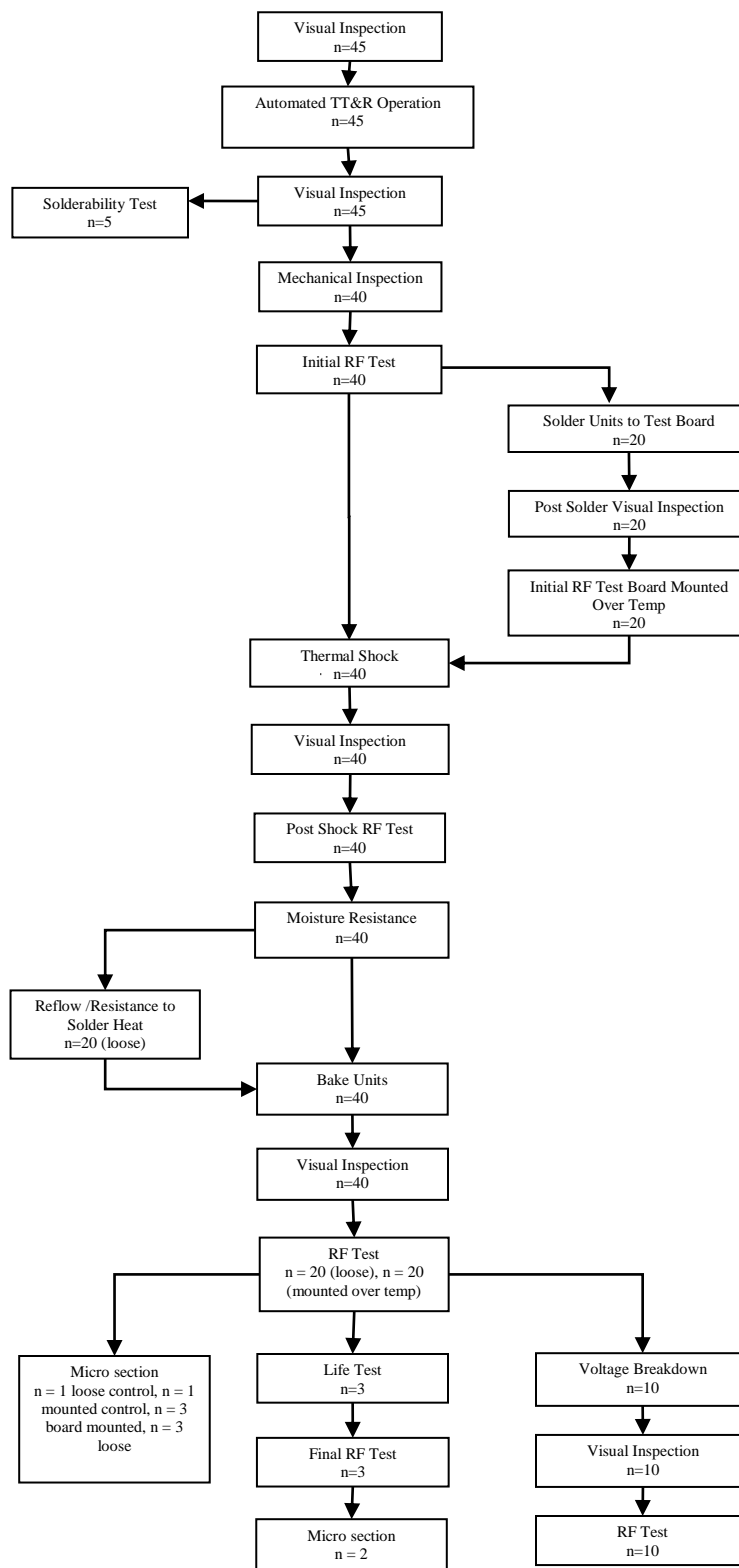 Visual Inspection
n=45
Automated TT&R Operation
n=45
Solderability Test
n=5
Visual Inspection
n=45
Mechanical Inspection
n=40
Initial RF Test
n=40
Solder Units to Test Board
n=20
Post Solder Visual Inspection
n=20
Initial RF Test Board Mounted
Over Temp
n=20
Thermal Shock
n=40
Visual Inspection
n=40
Post Shock RF Test
n=40
Moisture Resistance
n=40
Reflow /Resistance to
Solder Heat
n=20 (loose)
Bake Units
n=40
Visual Inspection
n=40
RF Test
n = 20 (loose), n = 20
(mounted over temp)
Micro section
n = 1 loose control, n = 1
mounted control, n = 3
board mounted, n = 3
loose
Life Test
n=3
Final RF Test
n=3
Micro section
n = 2
Voltage Breakdown
n=10
Visual Inspection
n=10
RF Test
n=10